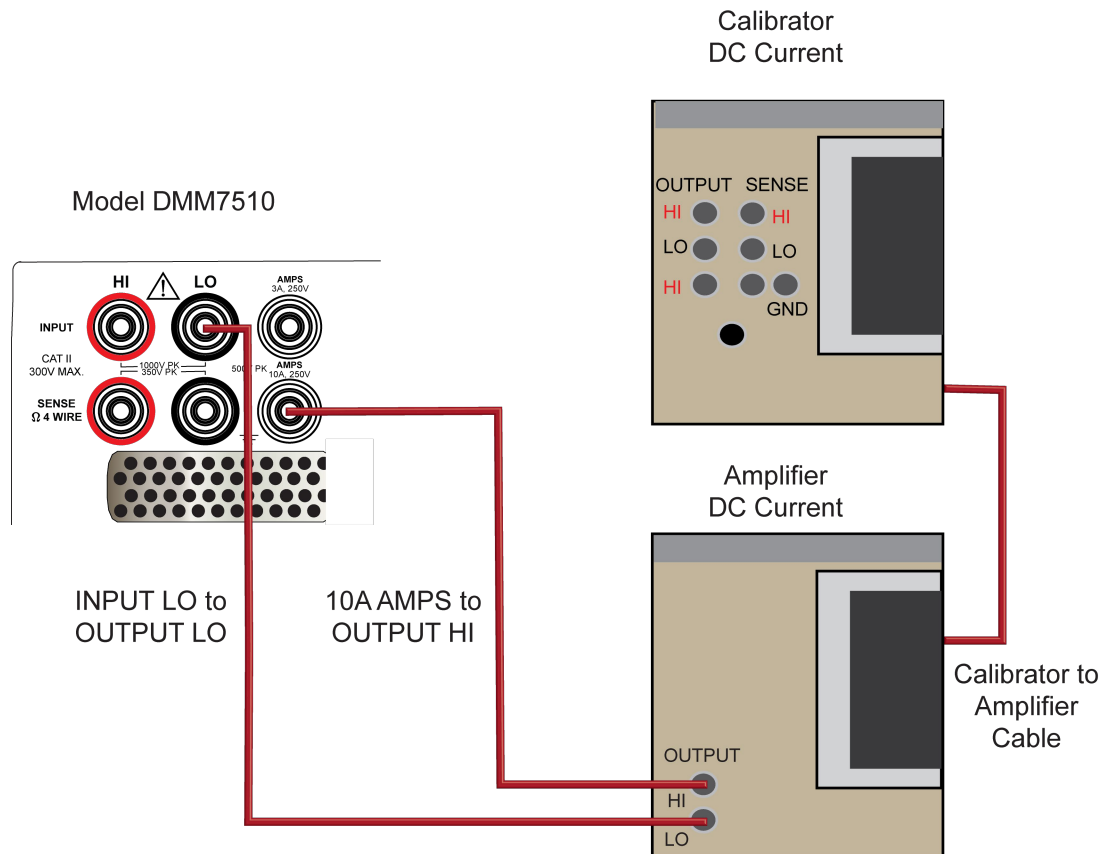 Calibrator
DC Current
OUTPUT SENSE
HI HI
LO LO
HI
GND
Model DMM7510
HI LO
AMPS
3A, 250V
INPUT
CAT II
300V MAX.
1000V PK
350V PK
500V PK
AMPS
10A, 250V
SENSE
Ω 4 WIRE
Amplifier
DC Current
INPUT LO to
OUTPUT LO
10A AMPS to
OUTPUT HI
Calibrator to
Amplifier
Cable
OUTPUT
HI
LO